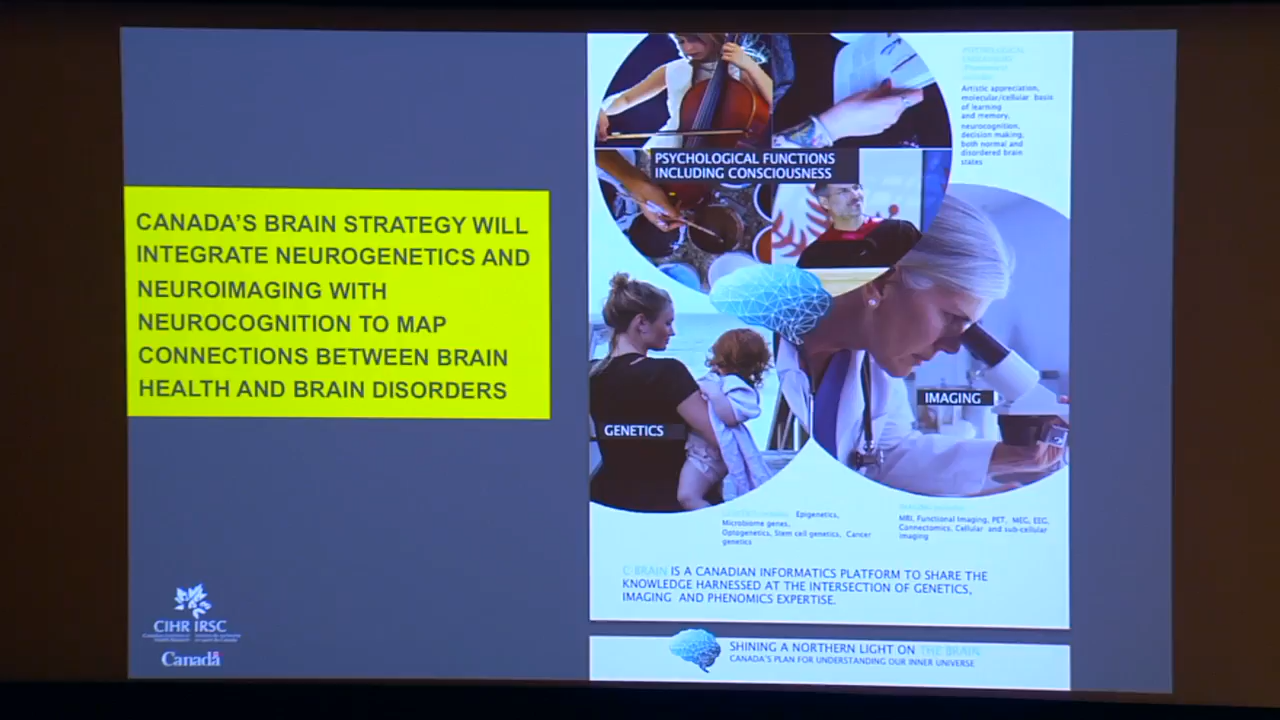 CANADA'S BRAIN STRATEGY WILL
INTEGRATE NEUROGENETICS AND
NEUROIMAGING WITH
NEUROCOGNITION TO MAP
CONNECTIONS BETWEEN BRAIN
HEALTH AND BRAIN DISORDERS
CIHR IRSC
Canada
PSYCHOLOGICAL
Artistic appreciation,
molecular/cellular basis
of learning
and memory,
neurocognition,
decision making,
both normal and
disordered brain
states
PSYCHOLOGICAL FUNCTIONS
INCLUDING CONSCIOUSNESS
IMAGING
GENETICS
Epigenetics,
Microbiome genes,
Optogenetics, Stem cell genetics, Cancer
genetics
MRI, Functional Imaging, PET, MEG, EEG,
Connectomics, Cellular and sub-cellular
imaging
C-BRAIN IS A CANADIAN INFORMATICS PLATFORM TO SHARE THE
KNOWLEDGE HARNESSED AT THE INTERSECTION OF GENETICS,
IMAGING AND PHENOMICS EXPERTISE.
SHINING A NORTHERN LIGHT ON THE BRAIN
CANADA'S PLAN FOR UNDERSTANDING OUR INNER UNIVERSE